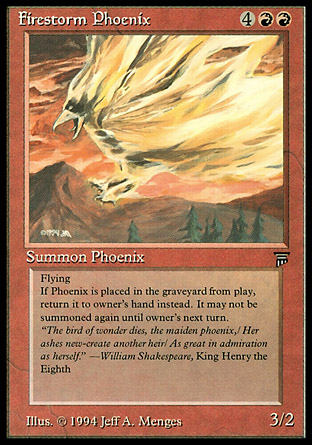 Firestorm Phoenix 4
©1994 JAM
Summon Phoenix
Flying
If Phoenix is placed in the graveyard from play,
return it to owner's hand instead. It may not be
summoned again until owner's next turn.
"The bird of wonder dies, the maiden phoenix,/ Her
ashes new-create another heir/ As great in admiration
as herself." —William Shakespeare, King Henry the
Eighth
Illus. © 1994 Jeff A. Menges 3/2